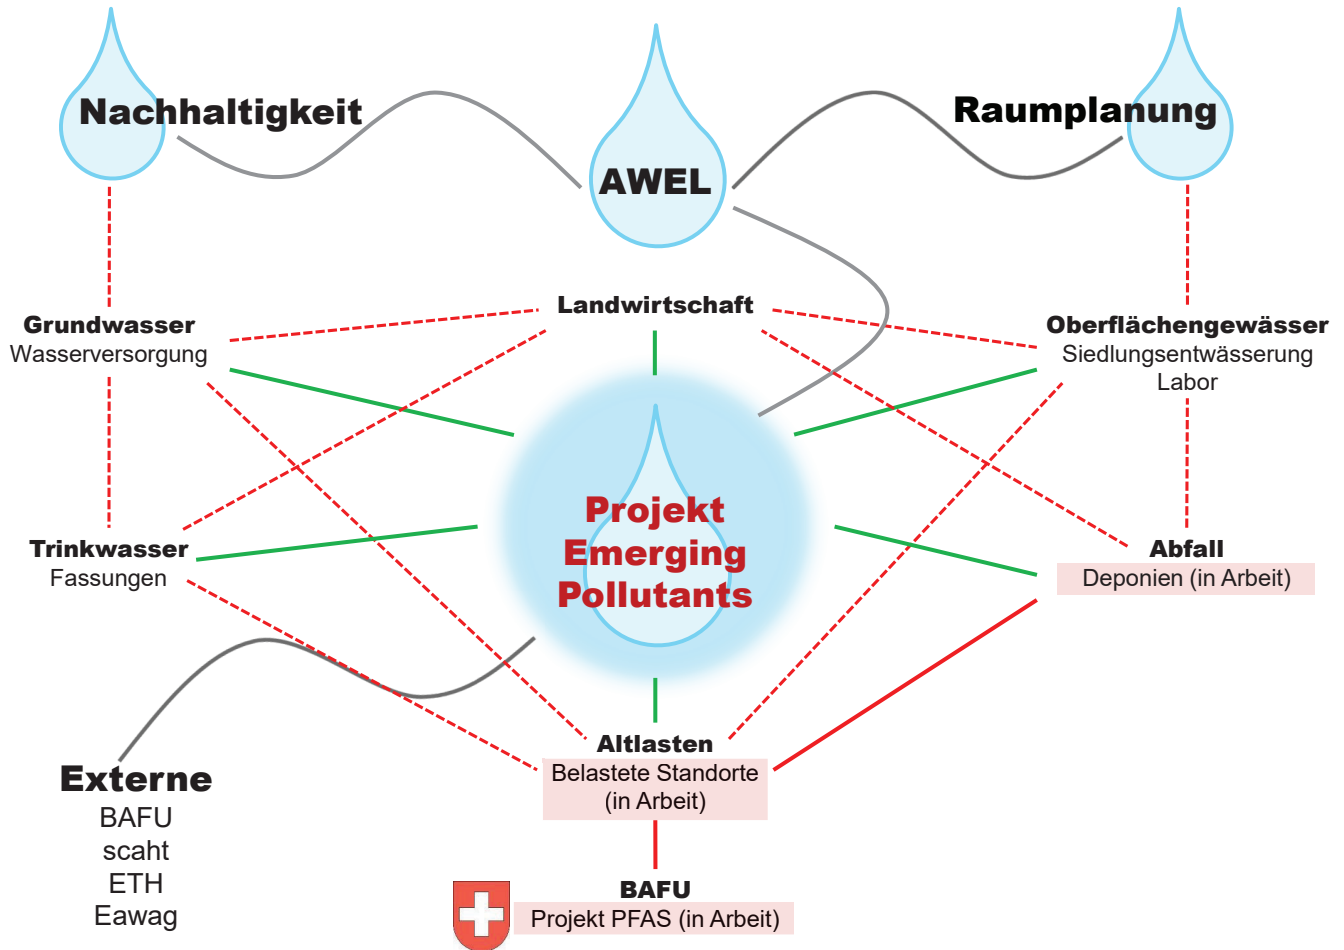 Nachhaltigkeit
AWEL
Raumplanung
Landwirtschaft
Grundwasser
Wasserversorgung
Oberflächengewässer
Siedlungsentwässerung
Labor
Projekt
Emerging
Pollutants
Trinkwasser
Fassungen
Abfall
Deponien (in Arbeit)
Altlasten
Belastete Standorte
(in Arbeit)
Externe
BAFU
scaht
ETH
Eawag
BAFU
Projekt PFAS (in Arbeit)